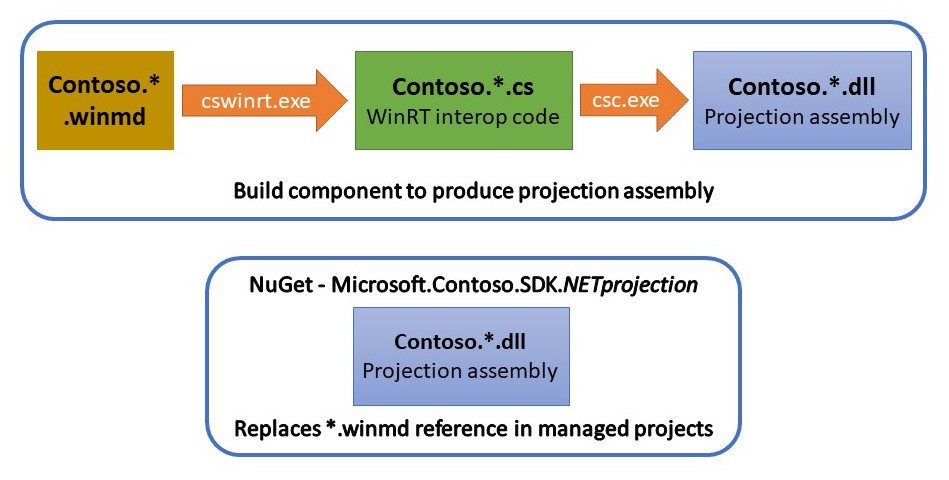 Contoso.*
.winmd
cswinrt.exe
Contoso.*.cs
WinRT interop code
csc.exe
Contoso.*.dll
Projection assembly
Build component to produce projection assembly
NuGet - Microsoft.Contoso.SDK.NETprojection
Contoso.*.dll
Projection assembly
Replaces *.winmd reference in managed projects